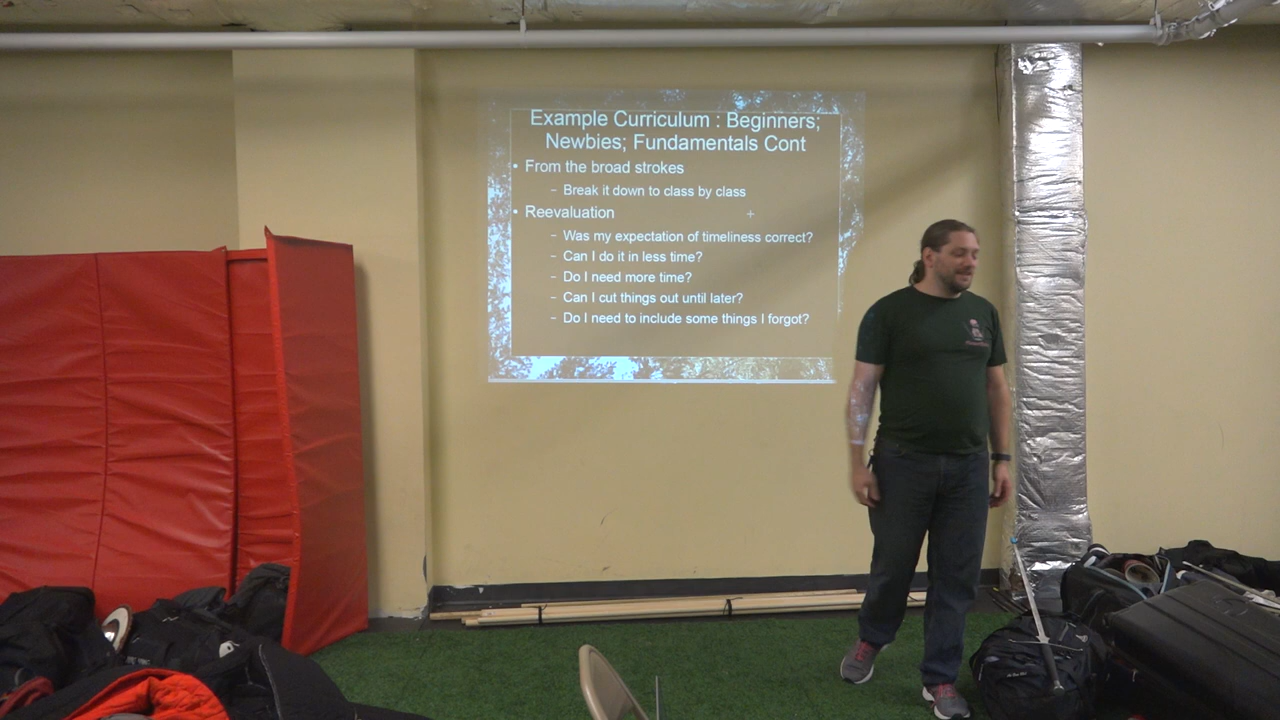 Example Curriculum : Beginners;
Newbies; Fundamentals Cont
• From the broad strokes
– Break it down to class by class
• Reevaluation
– Was my expectation of timeliness correct?
– Can I do it in less time?
– Do I need more time?
– Can I cut things out until later?
– Do I need to include some things I forgot?